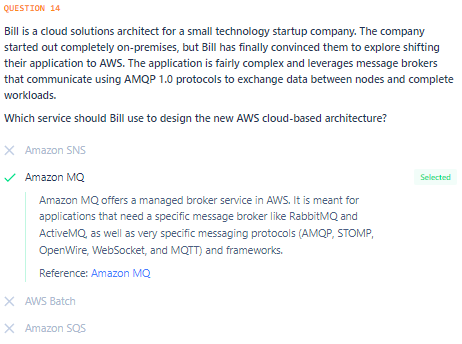 QUESTION 14
Bill is a cloud solutions architect for a small technology startup company. The company
started out completely on-premises, but Bill has finally convinced them to explore shifting
their application to AWS. The application is fairly complex and leverages message brokers
that communicate using AMQP 1.0 protocols to exchange data between nodes and complete
workloads.
Which service should Bill use to design the new AWS cloud-based architecture?
Amazon SNS
Amazon MQ
Selected
Amazon MQ offers a managed broker service in AWS. It is meant for
applications that need a specific message broker like RabbitMQ and
ActiveMQ, as well as very specific messaging protocols (AMQP, STOMP,
OpenWire, WebSocket, and MQTT) and frameworks.
Reference: Amazon MQ
AWS Batch
Amazon SQS